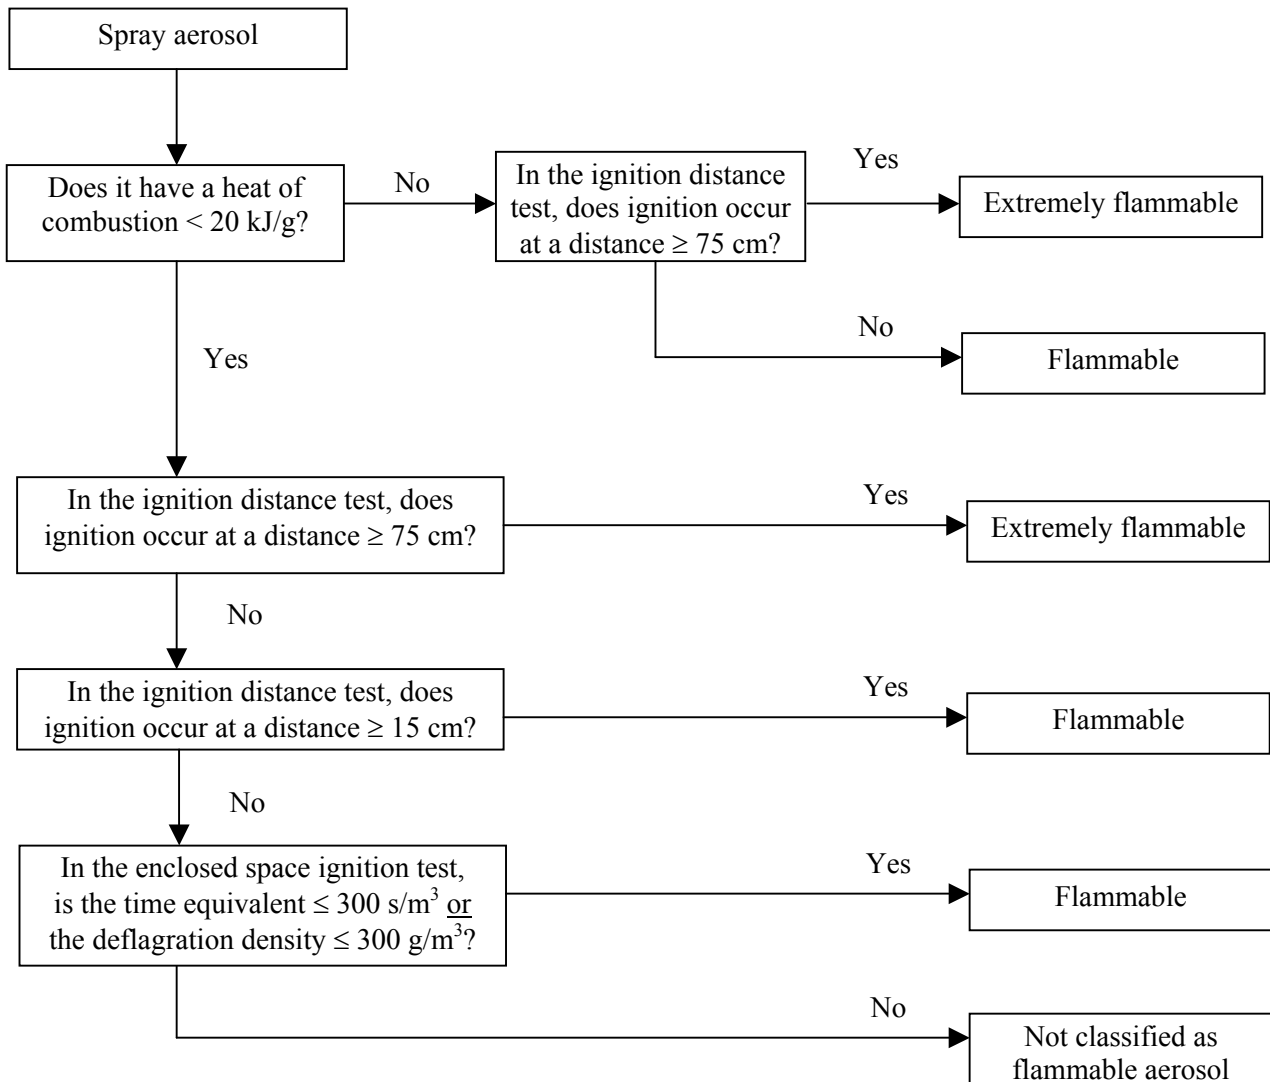 Spray aerosol
Does it have a heat of
combustion < 20 kJ/g?
No
In the ignition distance
test, does ignition occur
at a distance ≥ 75 cm?
Yes
Extremely flammable
No
Flammable
Yes
In the ignition distance test, does
ignition occur at a distance ≥ 75 cm?
Yes
Extremely flammable
No
In the ignition distance test, does
ignition occur at a distance ≥ 15 cm?
Yes
Flammable
No
In the enclosed space ignition test,
is the time equivalent ≤ 300 s/m³ or
the deflagration density ≤ 300 g/m³?
Yes
Flammable
No
Not classified as
flammable aerosol